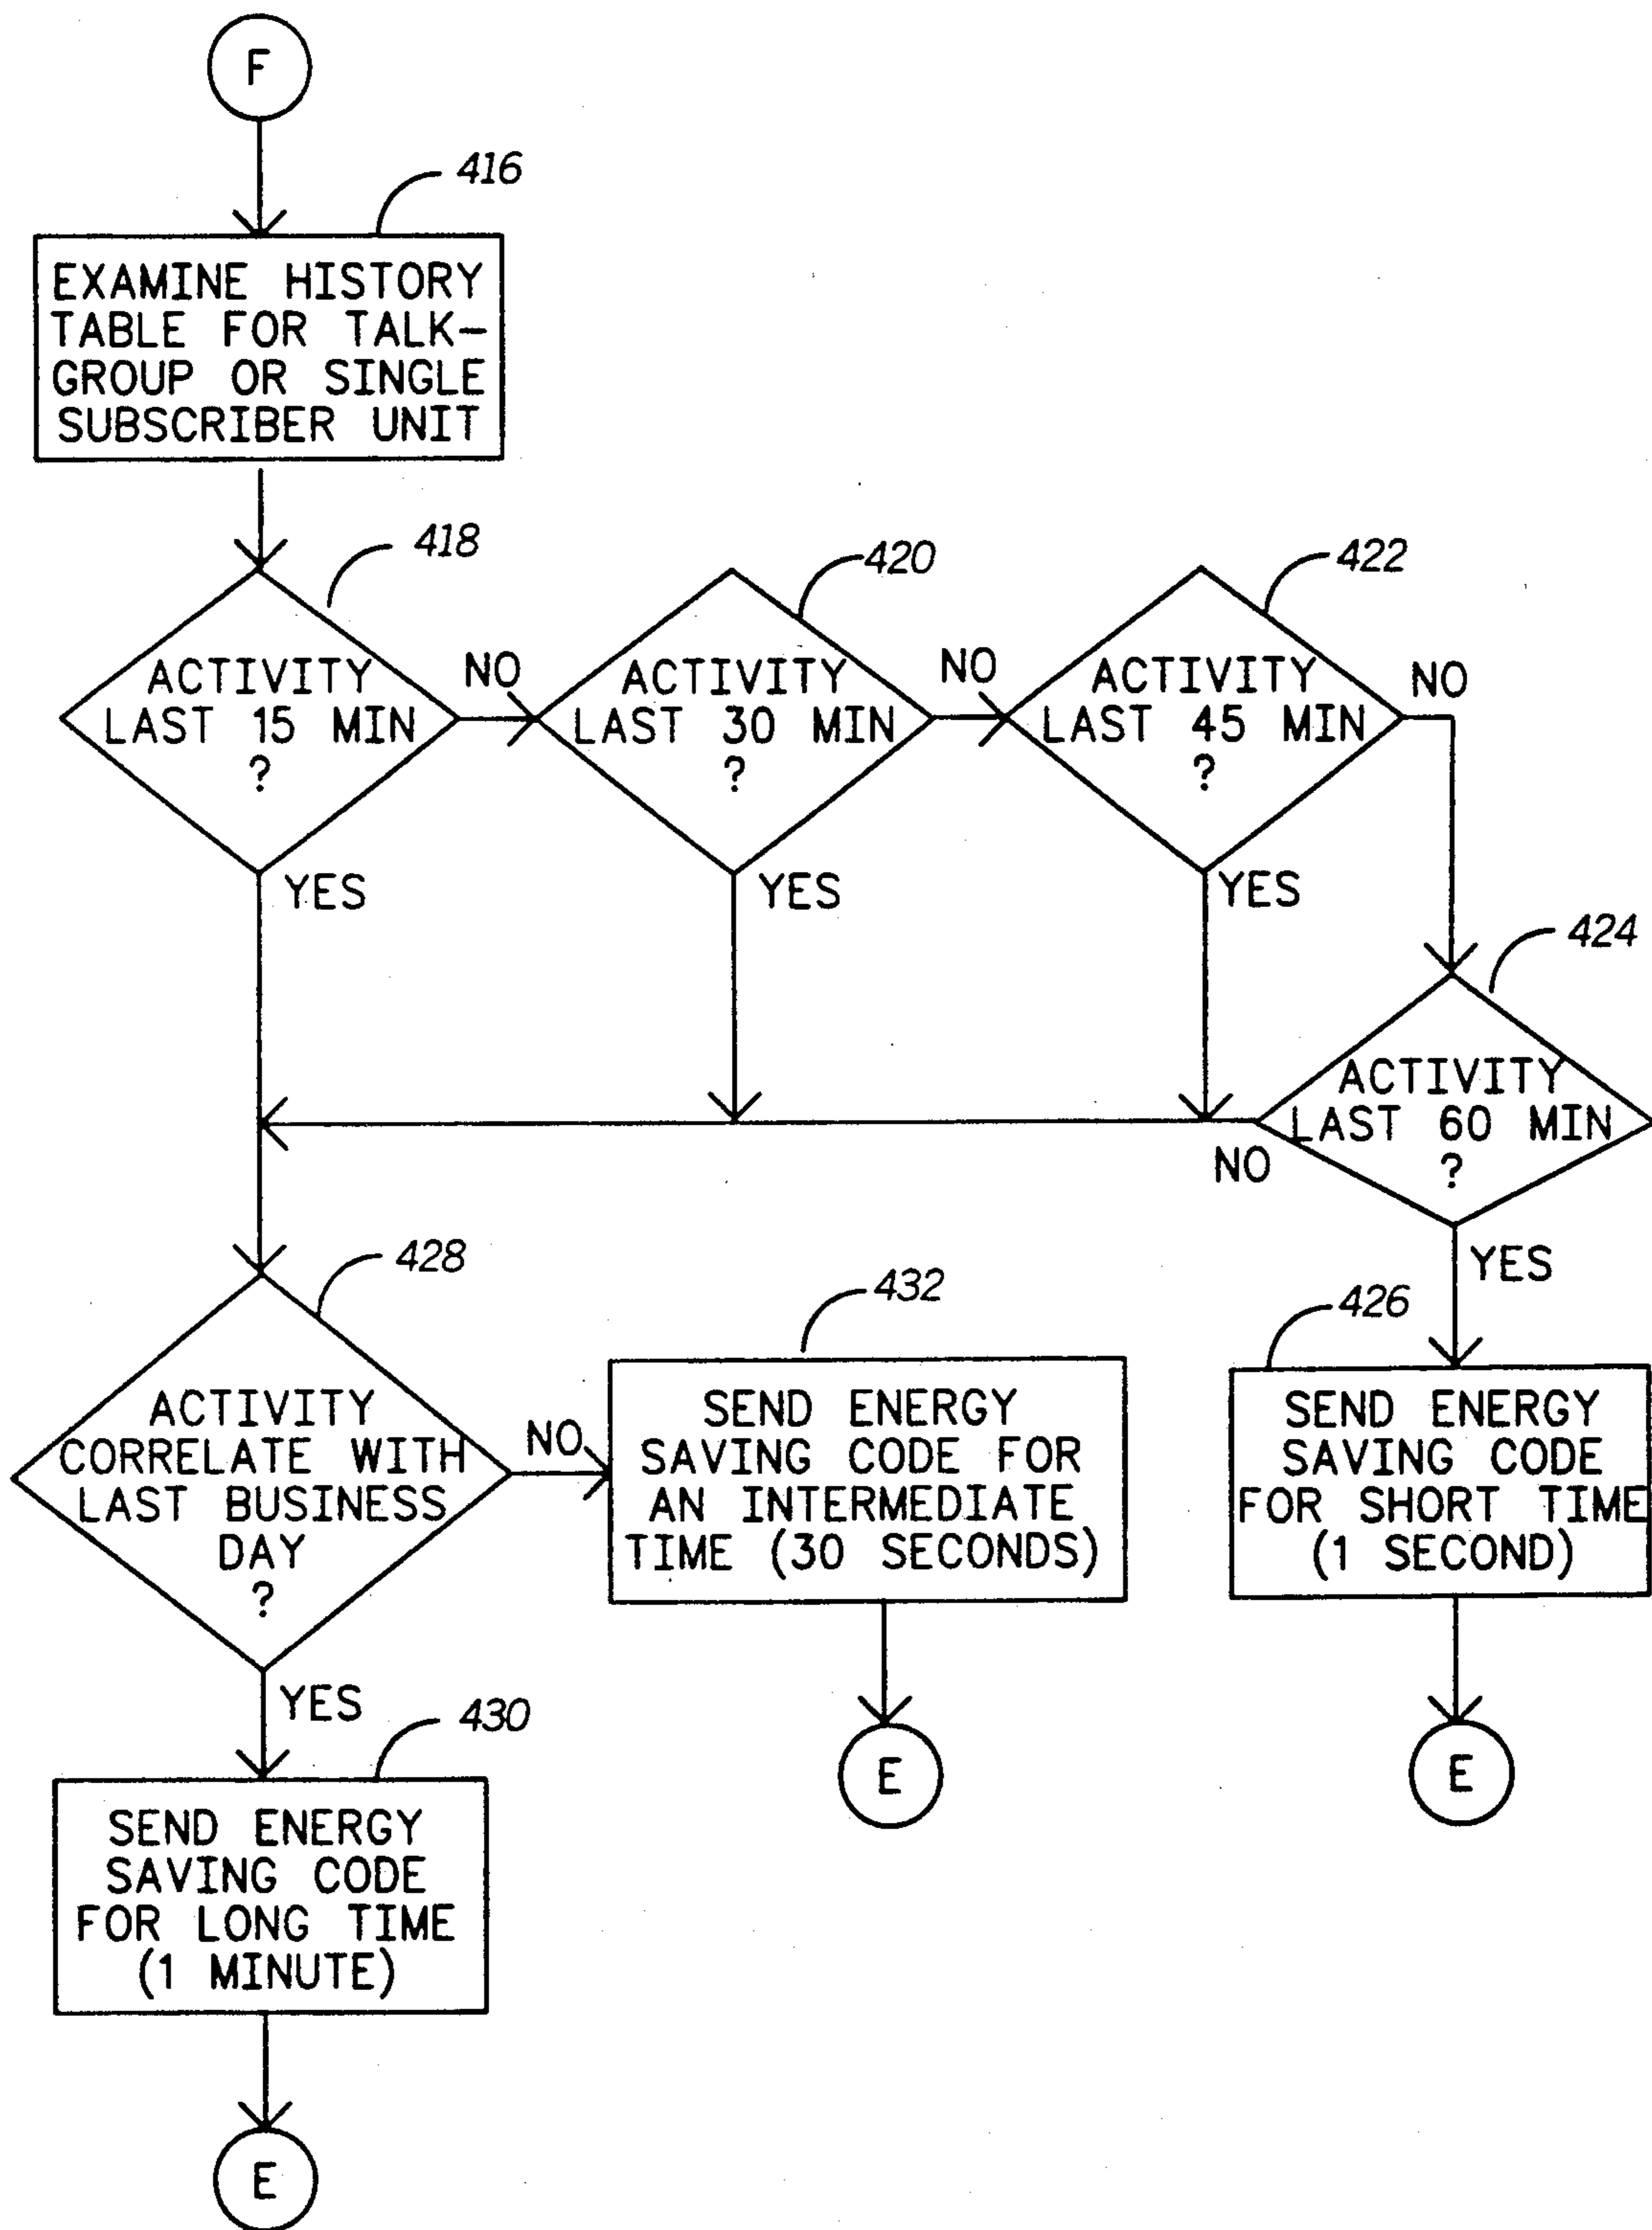 F
416
EXAMINE HISTORY
TABLE FOR TALK-
GROUP OR SINGLE
SUBSCRIBER UNIT
418
ACTIVITY
LAST 15 MIN
?
NO
YES
420
ACTIVITY
LAST 30 MIN
?
NO
YES
422
ACTIVITY
LAST 45 MIN
?
NO
YES
424
ACTIVITY
LAST 60 MIN
?
NO
YES
426
SEND ENERGY
SAVING CODE
FOR SHORT TIME
(1 SECOND)
E
428
ACTIVITY
CORRELATE WITH
LAST BUSINESS
DAY
?
NO
YES
432
SEND ENERGY
SAVING CODE FOR
AN INTERMEDIATE
TIME (30 SECONDS)
E
430
SEND ENERGY
SAVING CODE
FOR LONG TIME
(1 MINUTE)
E